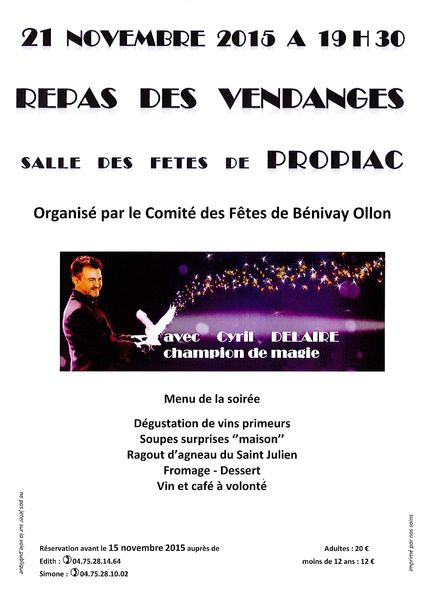 21 NOVEMBRE 2015 A 19 H 30
REPAS DES VENDANGES
SALLE DES FETES DE PROPIAC
Organisé par le Comité des Fêtes de Bénivay Ollon
avec Cyril DELAIRE
champion de magie
Menu de la soirée
Dégustation de vins primeurs
Soupes surprises ‘’maison’’
Ragout d’agneau du Saint Julien
Fromage - Dessert
Vin et café à volonté
Réservation avant le 15 novembre 2015 auprès de
Edith : 04.75.28.14.64
Simone : 04.75.28.10.02
Adultes : 20 €
moins de 12 ans : 12 €
ne pas jeter sur la voie publique
imprimé par nos soins